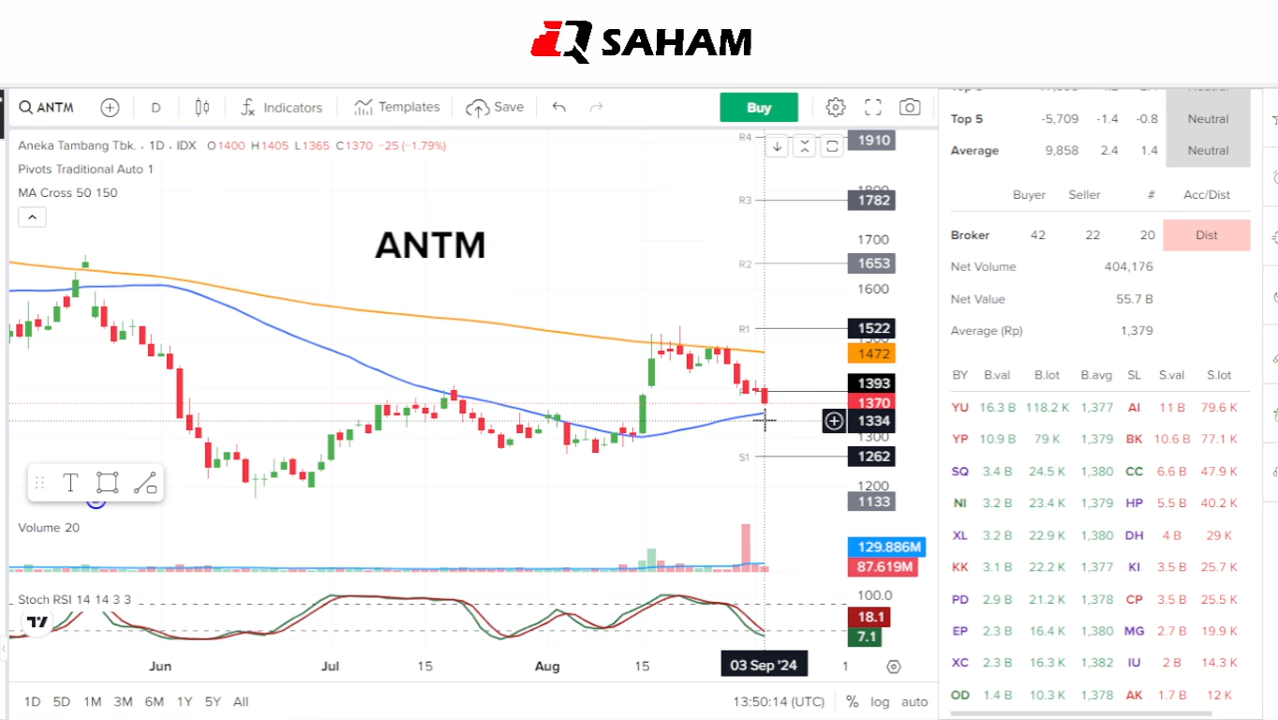 iQ SAHAM
ANTM D Indicators Templates Save Buy
Aneka Tambang Tbk. · 1D · IDX O1400 H1405 L1365 C1370 −25 (−1.79%)
Pivots Traditional Auto 1
MA Cross 50 150
ANTM
R4 1910
R3 1782
1700
R2 1653
1600
R1 1522
1472
1393
1370
1334
1300
S1 1262
1200
1133
Volume 20
129.886M
87.619M
Stoch RSI 14 14 3 3
100.0
18.1
7.1
Jun Jul 15 Aug 15 03 Sep '24 1
1D 5D 1M 3M 6M 1Y 5Y All 13:50:14 (UTC) % log auto
Top 5 -5,709 -1.4 -0.8 Neutral
Average 9,858 2.4 1.4 Neutral
Buyer Seller # Acc/Dist
Broker 42 22 20 Dist
Net Volume 404,176
Net Value 55.7 B
Average (Rp) 1,379
BY B.val B.lot B.avg SL S.val S.lot
YU 16.3 B 118.2 K 1,377 AI 11 B 79.6 K
YP 10.9 B 79 K 1,379 BK 10.6 B 77.1 K
SQ 3.4 B 24.5 K 1,380 CC 6.6 B 47.9 K
NI 3.2 B 23.4 K 1,379 HP 5.5 B 40.2 K
XL 3.2 B 22.9 K 1,380 DH 4 B 29 K
KK 3.1 B 22.2 K 1,377 KI 3.5 B 25.7 K
PD 2.9 B 21.2 K 1,378 CP 3.5 B 25.5 K
EP 2.3 B 16.4 K 1,380 MG 2.7 B 19.9 K
XC 2.3 B 16.3 K 1,382 IU 2 B 14.3 K
OD 1.4 B 10.3 K 1,378 AK 1.7 B 12 K